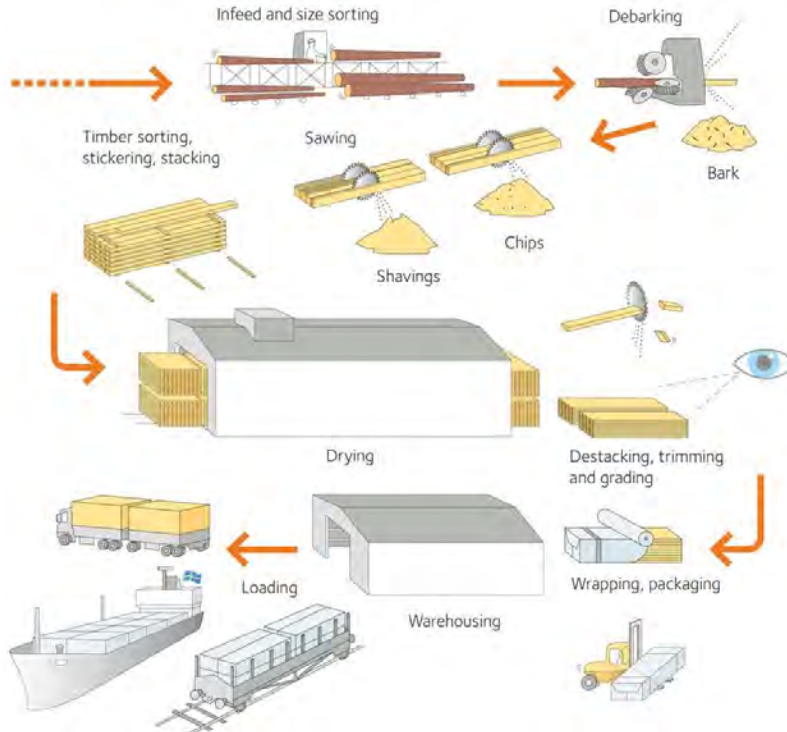 Infeed and size sorting
Debarking
Timber sorting,
stickering, stacking
Sawing
Bark
Chips
Shavings
Drying
Destacking, trimming
and grading
Wrapping, packaging
Loading
Warehousing